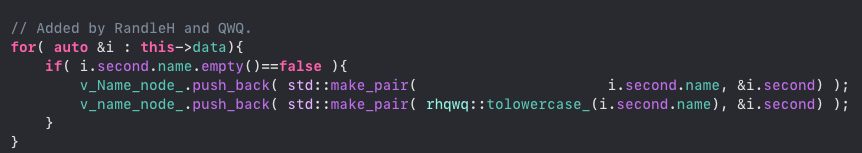 // Added by RandleH and QWQ.
for( auto &i : this->data){
    if( i.second.name.empty()==false ){
        v_Name_node_.push_back( std::make_pair(                      i.second.name, &i.second) );
        v_name_node_.push_back( std::make_pair( rhqwq::tolowercase_(i.second.name), &i.second) );
    }
}